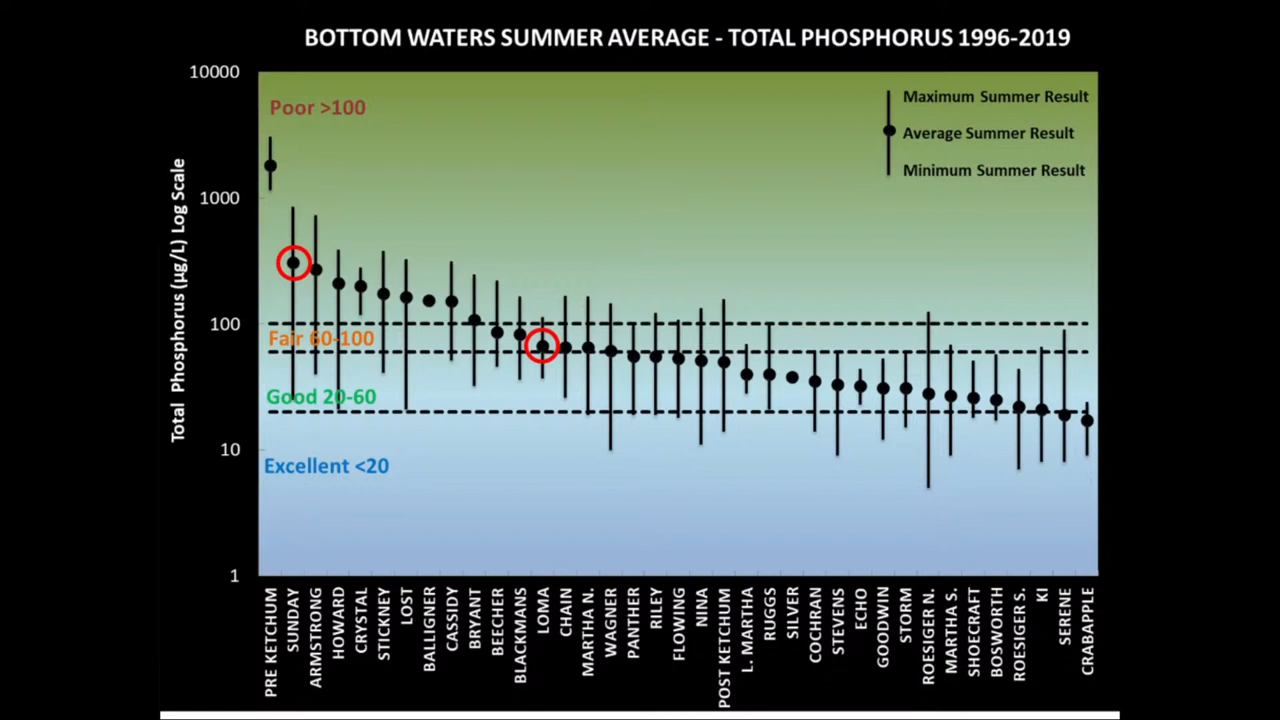 BOTTOM WATERS SUMMER AVERAGE - TOTAL PHOSPHORUS 1996-2019
10000
1000
100
10
1
Total Phosphorus (µg/L) Log Scale
Poor >100
Fair 60-100
Good 20-60
Excellent <20
Maximum Summer Result
Average Summer Result
Minimum Summer Result
PRE KETCHUM
SUNDAY
ARMSTRONG
HOWARD
CRYSTAL
STICKNEY
LOST
BALLIGNER
CASSIDY
BRYANT
BEECHER
BLACKMANS
LOMA
CHAIN
MARTHA N.
WAGNER
PANTHER
RILEY
FLOWING
NINA
POST KETCHUM
L. MARTHA
RUGGS
SILVER
COCHRAN
STEVENS
ECHO
GOODWIN
STORM
ROESIGER N.
MARTHA S.
SHOECRAFT
BOSWORTH
ROESIGER S.
KI
SERENE
CRABAPPLE